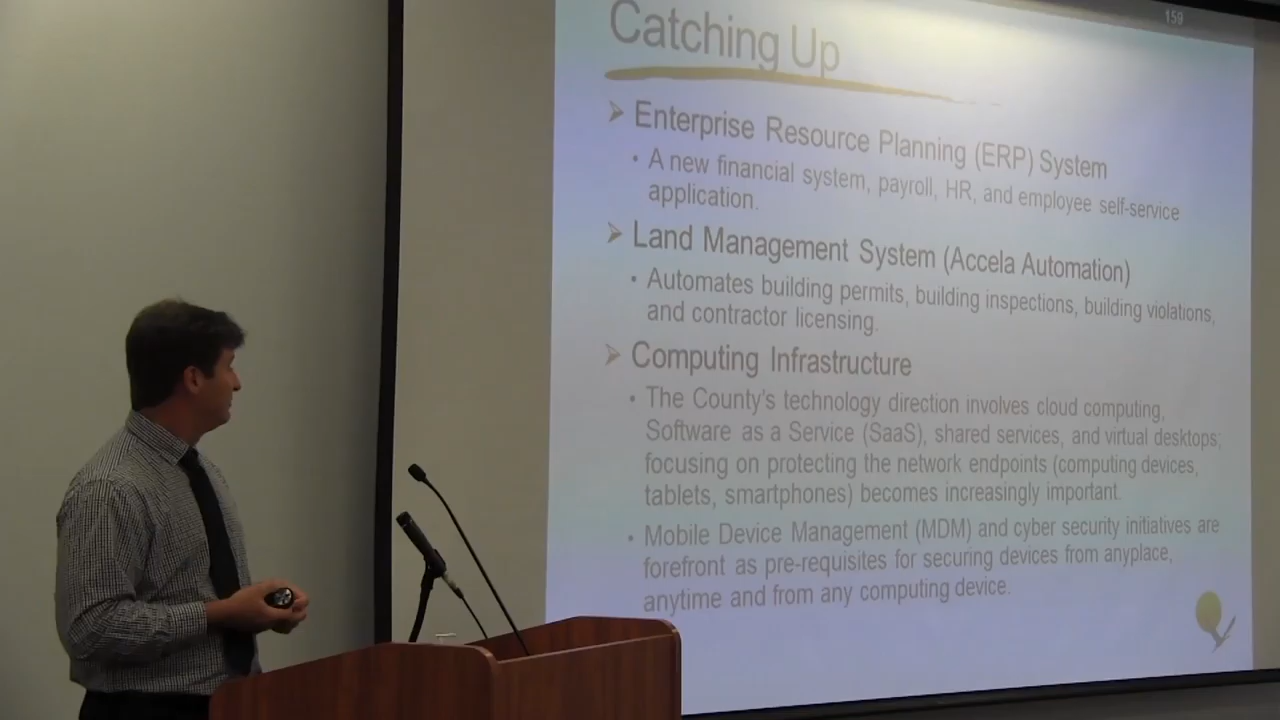 159
Catching Up
Enterprise Resource Planning (ERP) System
• A new financial system, payroll, HR, and employee self-service
application.
Land Management System (Accela Automation)
• Automates building permits, building inspections, building violations,
and contractor licensing.
Computing Infrastructure
• The County's technology direction involves cloud computing,
Software as a Service (SaaS), shared services, and virtual desktops;
focusing on protecting the network endpoints (computing devices,
tablets, smartphones) becomes increasingly important.
• Mobile Device Management (MDM) and cyber security initiatives are
forefront as pre-requisites for securing devices from anyplace,
anytime and from any computing device.